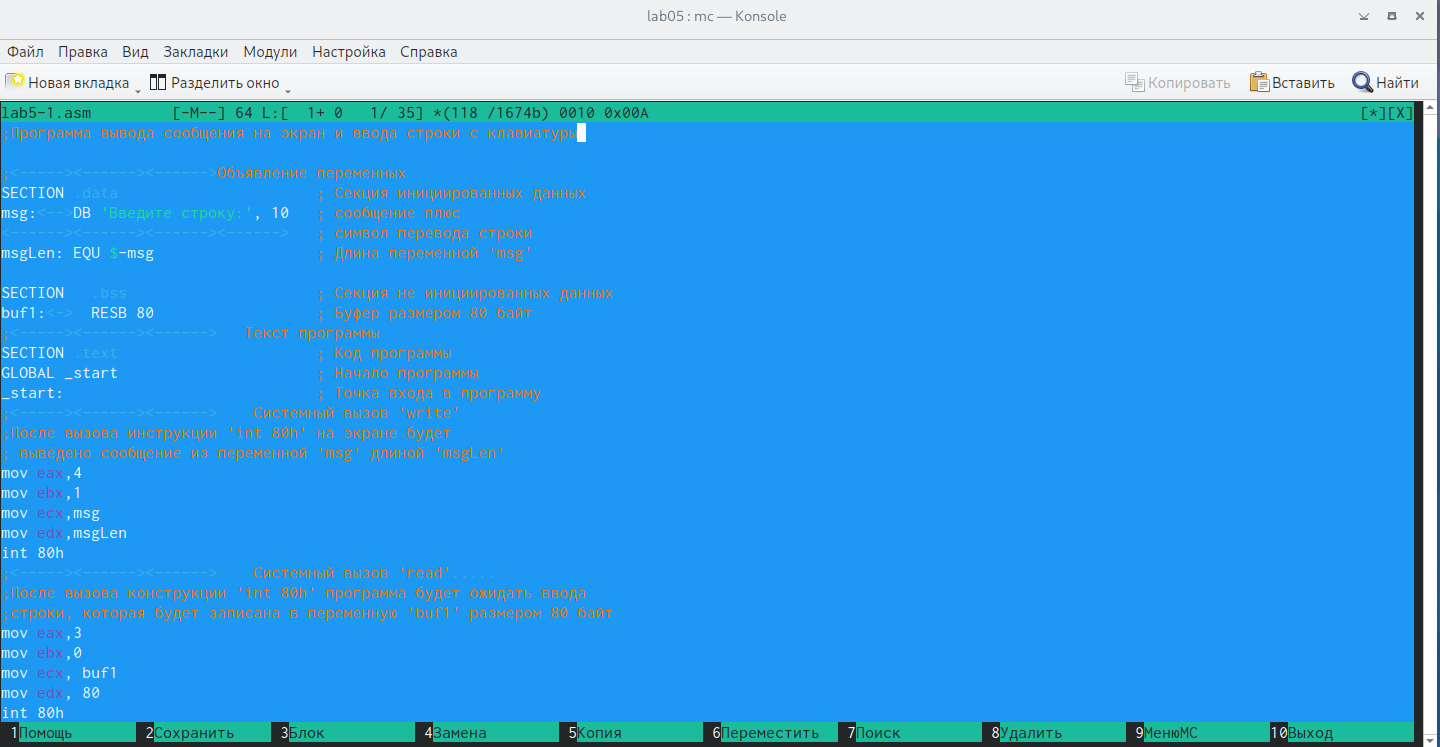 lab05 : mc — Konsole
Файл Правка Вид Закладки Модули Настройка Справка
Новая вкладка Разделить окно Копировать Вставить Найти
lab5-1.asm [-M--] 64 L:[ 1+ 0 1/ 35] *(118 /1674b) 0010 0x00A [*][X]
;Программа вывода сообщения на экран и ввода строки с клавиатуры
;<-----><------><------>Объявление переменных
SECTION .data ; Секция инициированных данных
msg:<-->DB 'Введите строку:', 10 ; сообщение плюс
<------><------><------><------> ; символ перевода строки
msgLen: EQU $-msg ; Длина переменной 'msg'
SECTION .bss ; Секция не инициированных данных
buf1:<-> RESB 80 ; Буфер размером 80 байт
;<-----><------><------> Текст программы
SECTION .text ; Код программы
GLOBAL _start ; Начало программы
_start: ; Точка входа в программу
;<-----><------><------> Системный вызов 'write'
;После вызова инструкции 'int 80h' на экране будет
; выведено сообщение из переменной 'msg' длиной 'msgLen'
mov eax,4
mov ebx,1
mov ecx,msg
mov edx,msgLen
int 80h
;<-----><------><------> Системный вызов 'read'.....
;После вызова конструкции 'int 80h' программа будет ожидать ввода
;строки, которая будет записана в переменную 'buf1' размером 80 байт
mov eax,3
mov ebx,0
mov ecx, buf1
mov edx, 80
int 80h
1Помощь 2Сохранить 3Блок 4Замена 5Копия 6Переместить 7Поиск 8Удалить 9МенюМС 10Выход